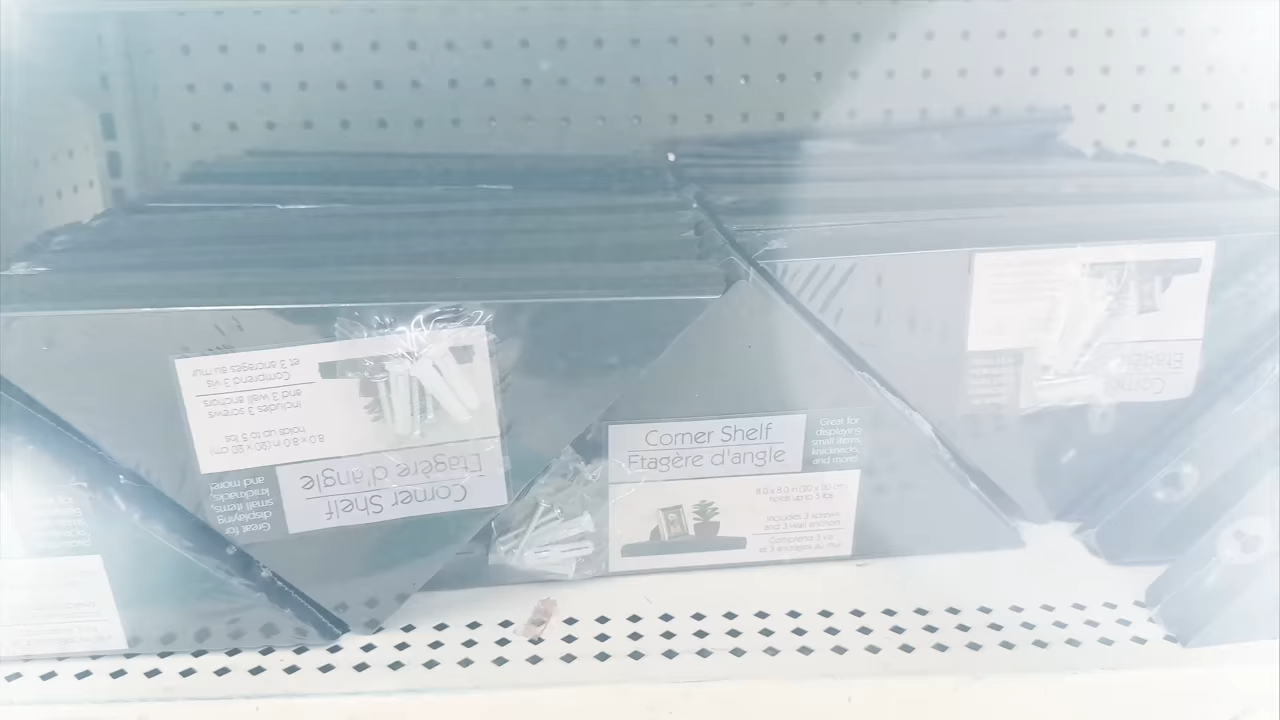 Corner Shelf
Etagère d'angle
Great for
displaying
small items,
knicknacks,
and more!
8.0 x 8.0 in (20 x 20 cm)
holds up to 5 lbs
Includes 3 screws
and 3 wall anchors
Comprend 3 vis
et 3 ancrages au mur
Corner Shelf
Etagère d'angle
Great for
displaying
small items,
knicknacks,
and more!
8.0 x 8.0 in (20 x 20 cm)
holds up to 5 lbs
Includes 3 screws
and 3 wall anchors
Comprend 3 vis
et 3 ancrages au mur
Etagè